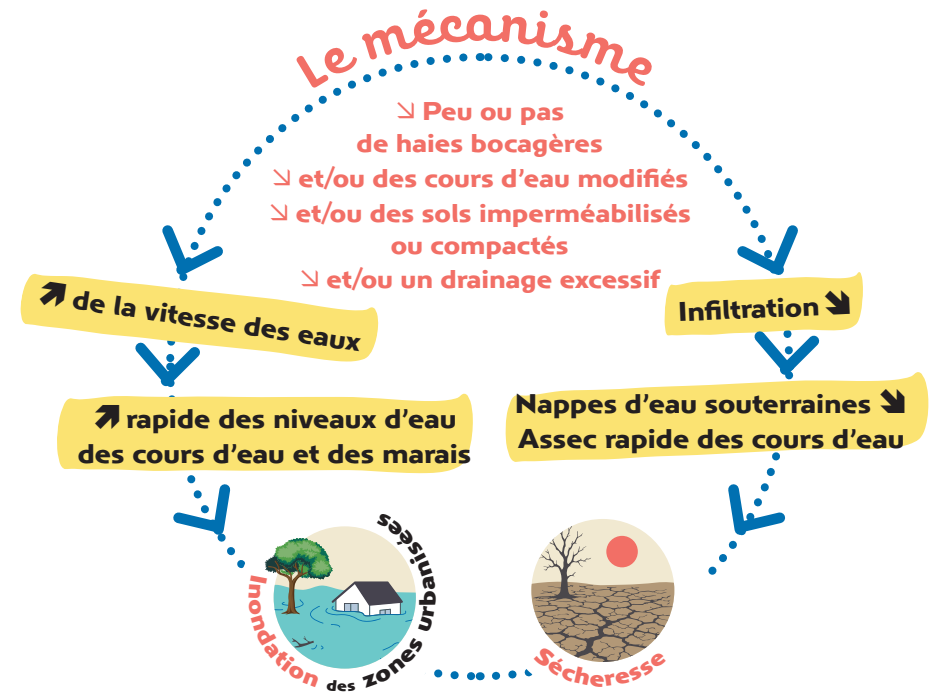 Le mécanisme
↘ Peu ou pas
de haies bocagères
↘ et/ou des cours d'eau modifiés
↘ et/ou des sols imperméabilisés
ou compactés
↘ et/ou un drainage excessif
↗ de la vitesse des eaux
Infiltration ↘
↗ rapide des niveaux d'eau
des cours d'eau et des marais
Nappes d'eau souterraines ↘
Assec rapide des cours d'eau
Inondation des zones urbanisées
Sécheresse